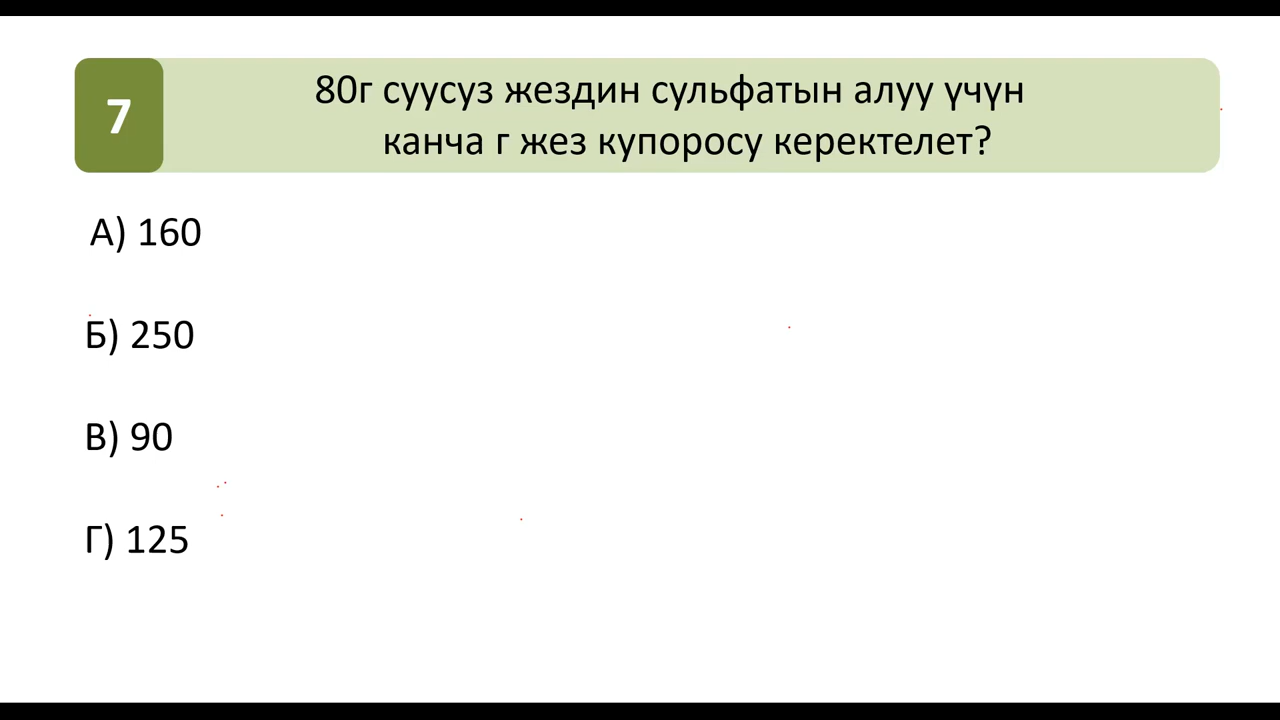 7
80г суусуз жездин сульфатын алуу үчүн
канча г жез купоросу керектелет?
А) 160
Б) 250
В) 90
Г) 125